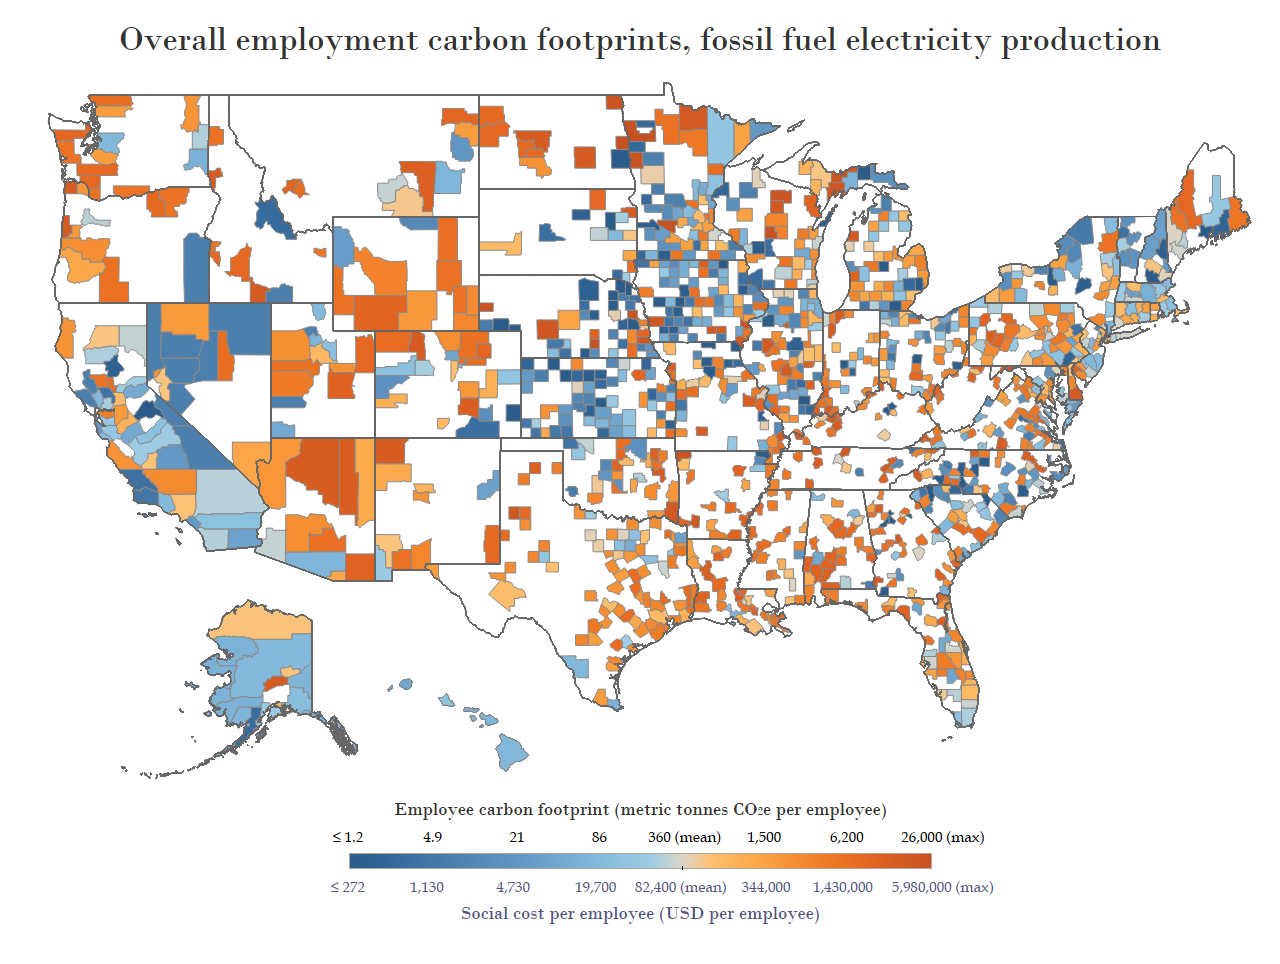 Overall employment carbon footprints, fossil fuel electricity production
Employee carbon footprint (metric tonnes CO₂e per employee)
≤ 1.2 4.9 21 86 360 (mean) 1,500 6,200 26,000 (max)
≤ 272 1,130 4,730 19,700 82,400 (mean) 344,000 1,430,000 5,980,000 (max)
Social cost per employee (USD per employee)